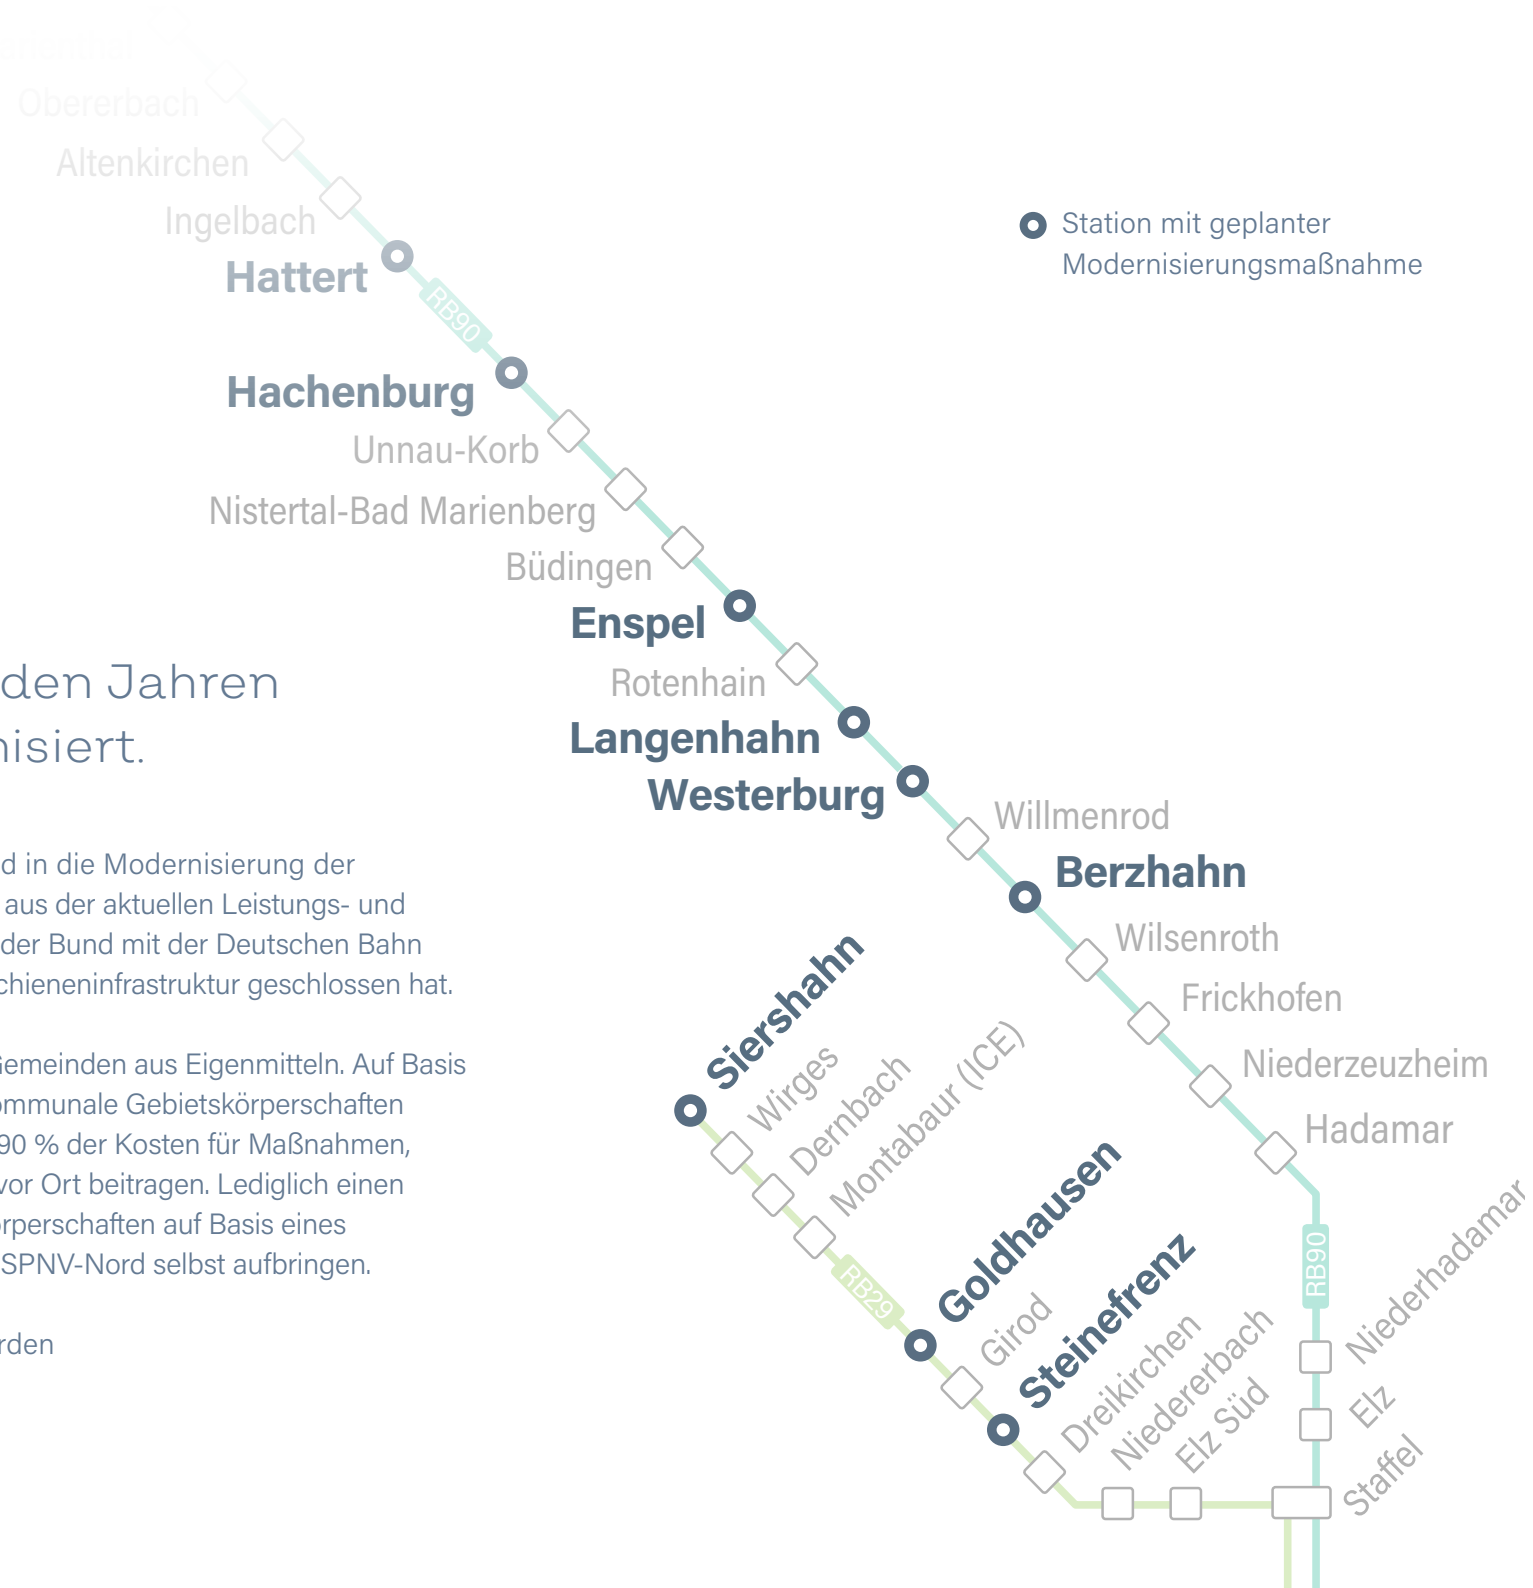 Obererbach
Altenkirchen
Ingelbach
Hattert
RB90
Hachenburg
Unnau-Korb
Nistertal-Bad Marienberg
Büdingen
Enspel
Rotenhain
Langenhahn
Westerburg
Willmenrod
Berzhahn
Wilsenroth
Frickhofen
Niederzeuzheim
Hadamar
RB90
Niederhadamar
Elz
Staffel
Station mit geplanter
Modernisierungsmaßnahme
Siershahn
Wirges
Dernbach
Montabaur (ICE)
RB29
Goldhausen
Girod
Steinefrenz
Dreikirchen
Niedererbach
Elz Süd
den Jahren
nisiert.
d in die Modernisierung der
aus der aktuellen Leistungs- und
der Bund mit der Deutschen Bahn
chieneninfrastruktur geschlossen hat.
Gemeinden aus Eigenmitteln. Auf Basis
ommunale Gebietskörperschaften
90 % der Kosten für Maßnahmen,
vor Ort beitragen. Lediglich einen
örperschaften auf Basis eines
SPNV-Nord selbst aufbringen.
rden